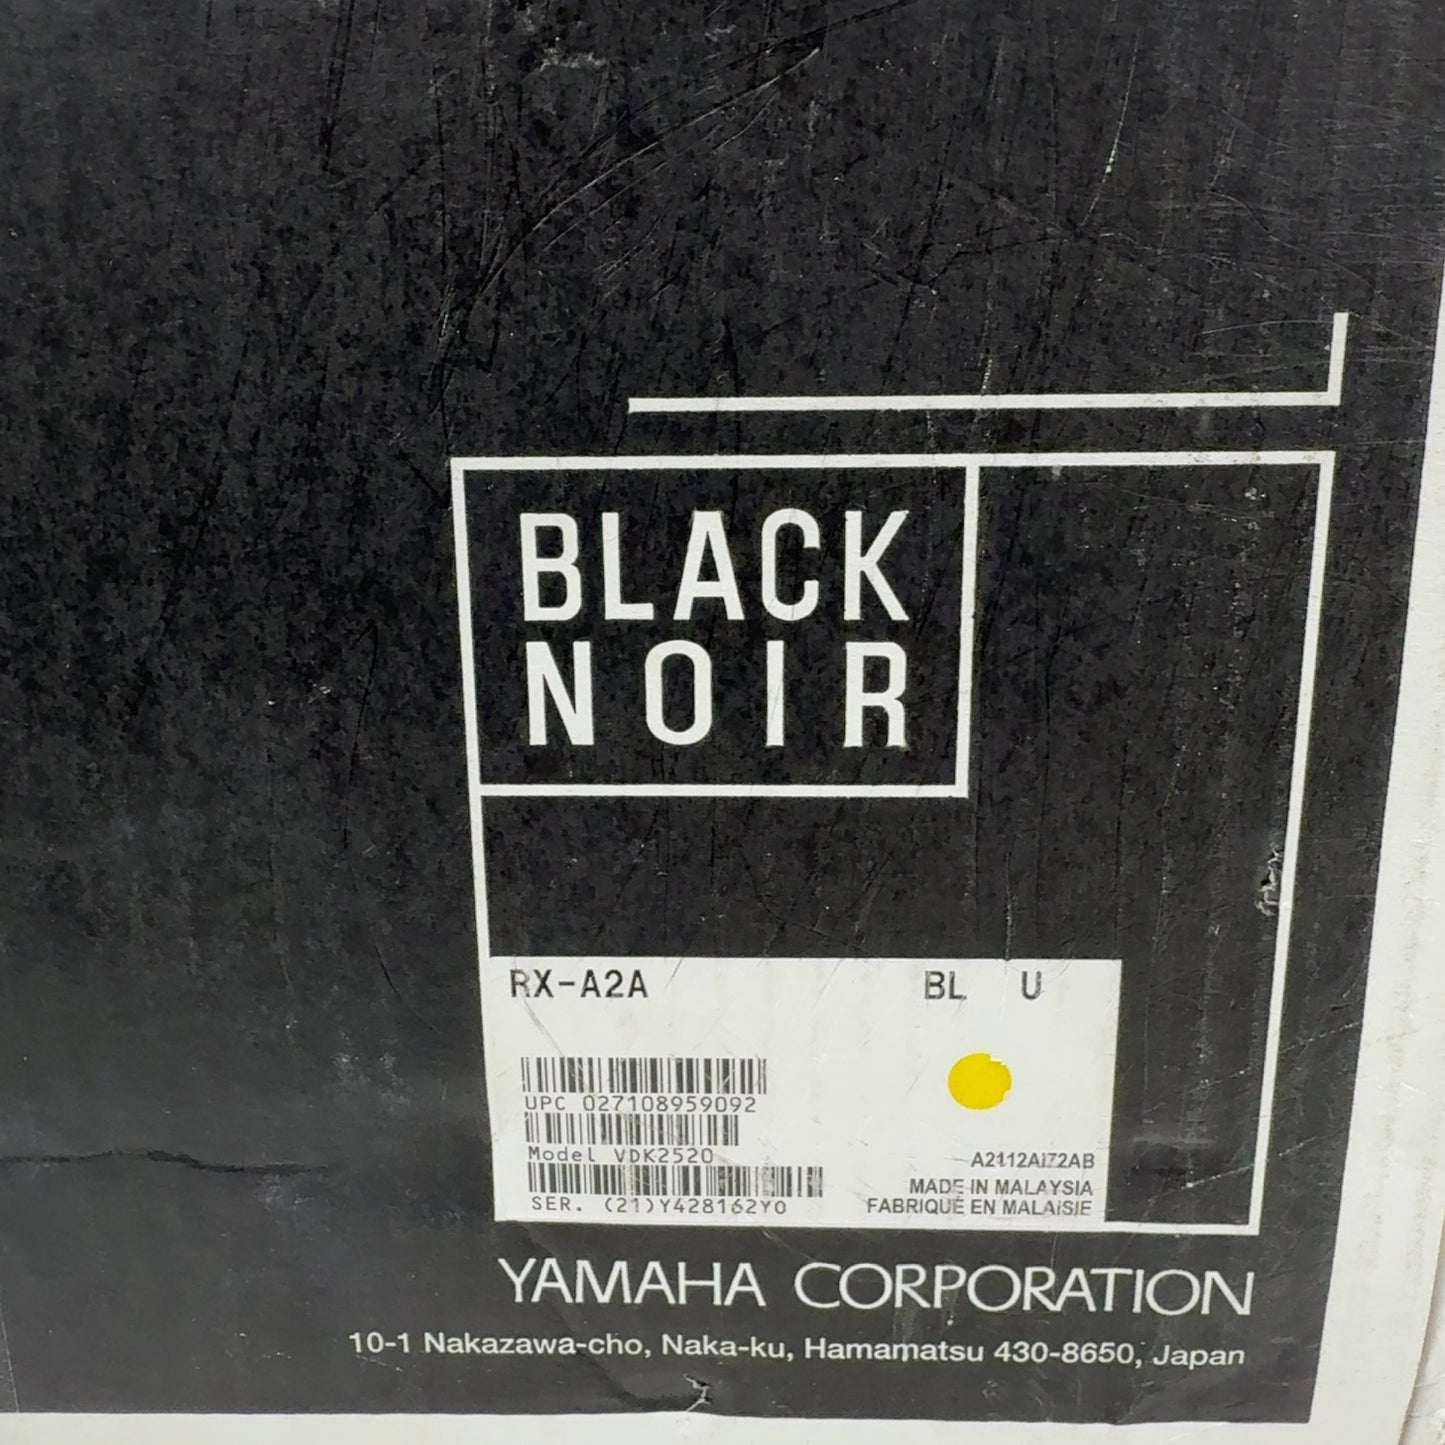 BLACK
NOIR
RX-A2A BL U
UPC 027108959092
Model VDK2520
A2112AI72AB
MADE IN MALAYSIA
SER. (21)Y428162Y0
FABRIQUÉ EN MALAISIE
YAMAHA CORPORATION
10-1 Nakazawa-cho, Naka-ku, Hamamatsu 430-8650, Japan